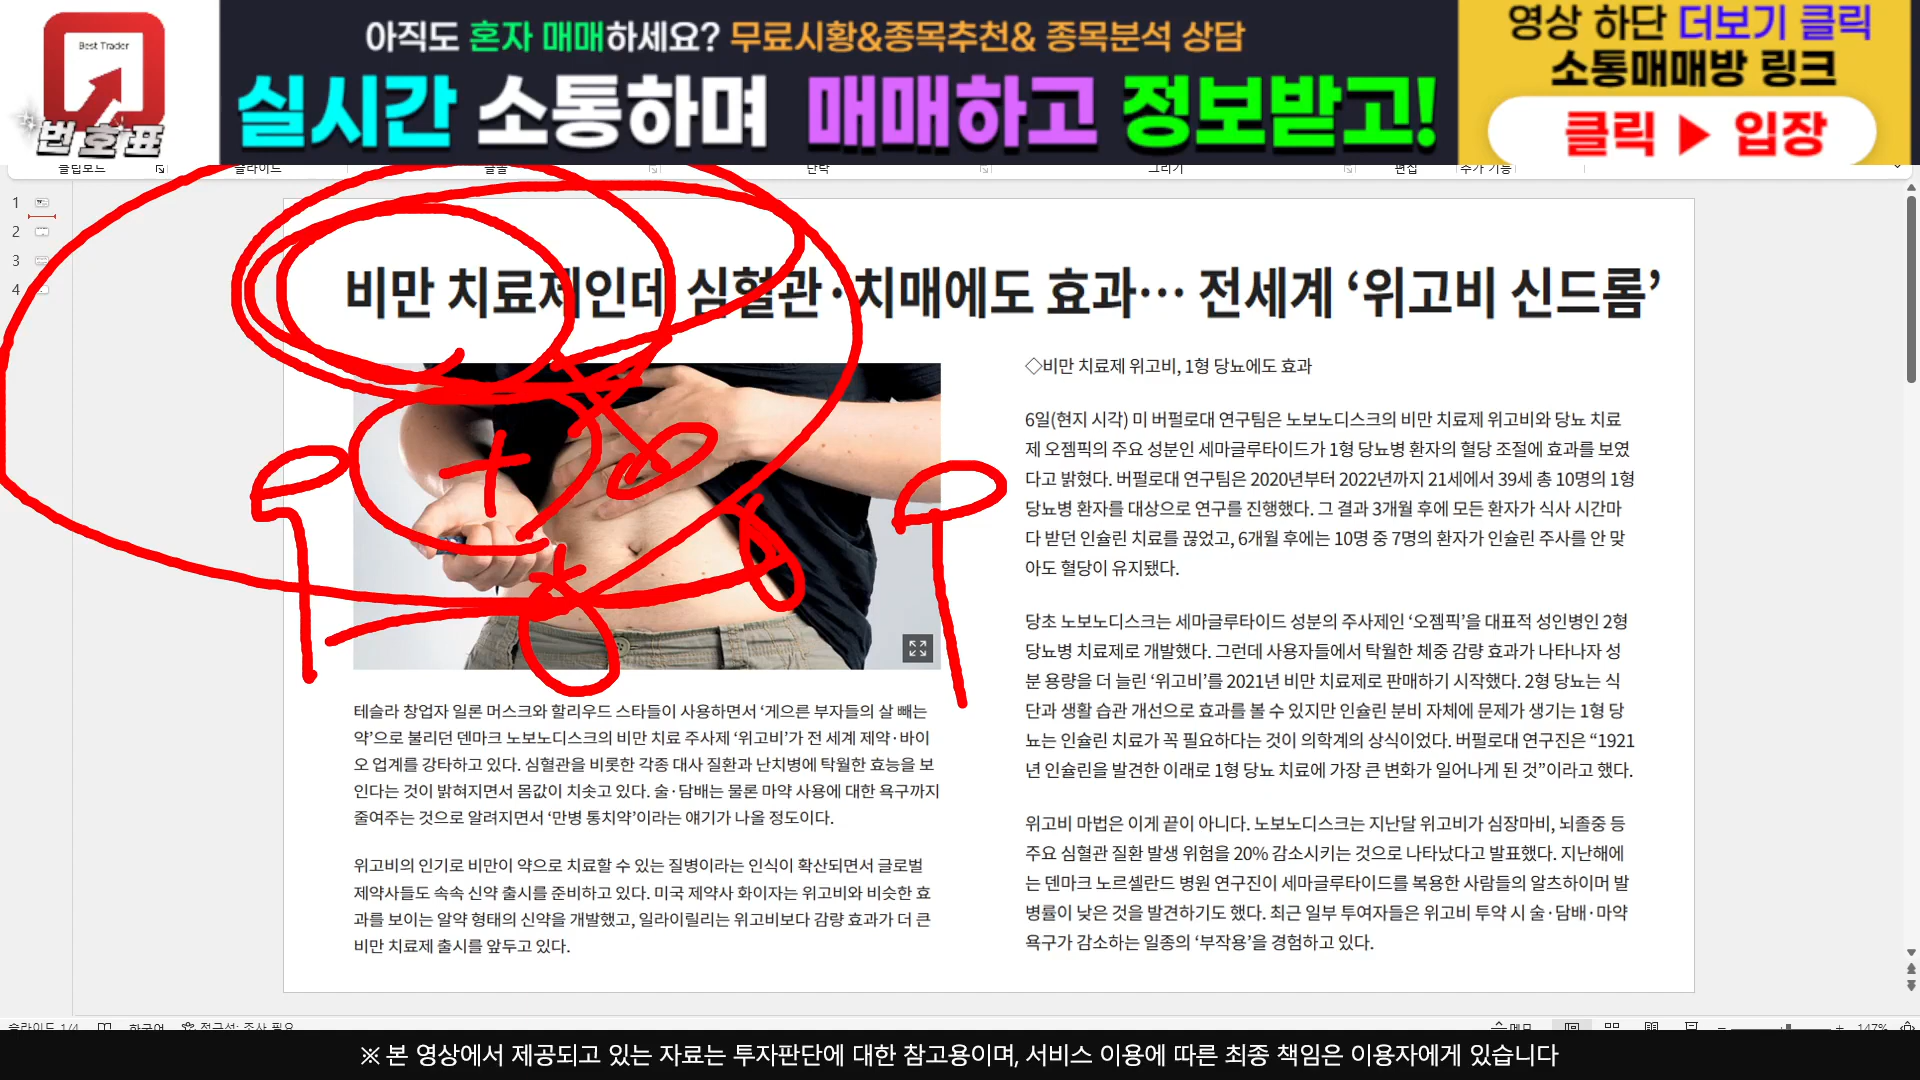 Best Trader
번호표
아직도 혼자 매매하세요? 무료시황&종목추천& 종목분석 상담
실시간 소통하며 매매하고 정보받고!
영상 하단 더보기 클릭
소통매매방 링크
클릭 ▶ 입장
클립보드 슬라이드 글꼴 단락 그리기 편집 추가 기능
1
2
3
4
비만 치료제인데 심혈관·치매에도 효과… 전세계 ‘위고비 신드롬’
테슬라 창업자 일론 머스크와 할리우드 스타들이 사용하면서 ‘게으른 부자들의 살 빼는
약’으로 불리던 덴마크 노보노디스크의 비만 치료 주사제 ‘위고비’가 전 세계 제약·바이
오 업계를 강타하고 있다. 심혈관을 비롯한 각종 대사 질환과 난치병에 탁월한 효능을 보
인다는 것이 밝혀지면서 몸값이 치솟고 있다. 술·담배는 물론 마약 사용에 대한 욕구까지
줄여주는 것으로 알려지면서 ‘만병 통치약’이라는 얘기가 나올 정도이다.
위고비의 인기로 비만이 약으로 치료할 수 있는 질병이라는 인식이 확산되면서 글로벌
제약사들도 속속 신약 출시를 준비하고 있다. 미국 제약사 화이자는 위고비와 비슷한 효
과를 보이는 알약 형태의 신약을 개발했고, 일라이릴리는 위고비보다 감량 효과가 더 큰
비만 치료제 출시를 앞두고 있다.
◇비만 치료제 위고비, 1형 당뇨에도 효과
6일(현지 시각) 미 버펄로대 연구팀은 노보노디스크의 비만 치료제 위고비와 당뇨 치료
제 오젬픽의 주요 성분인 세마글루타이드가 1형 당뇨병 환자의 혈당 조절에 효과를 보였
다고 밝혔다. 버펄로대 연구팀은 2020년부터 2022년까지 21세에서 39세 총 10명의 1형
당뇨병 환자를 대상으로 연구를 진행했다. 그 결과 3개월 후에 모든 환자가 식사 시간마
다 받던 인슐린 치료를 끊었고, 6개월 후에는 10명 중 7명의 환자가 인슐린 주사를 안 맞
아도 혈당이 유지됐다.
당초 노보노디스크는 세마글루타이드 성분의 주사제인 ‘오젬픽’을 대표적 성인병인 2형
당뇨병 치료제로 개발했다. 그런데 사용자들에서 탁월한 체중 감량 효과가 나타나자 성
분 용량을 더 늘린 ‘위고비’를 2021년 비만 치료제로 판매하기 시작했다. 2형 당뇨는 식
단과 생활 습관 개선으로 효과를 볼 수 있지만 인슐린 분비 자체에 문제가 생기는 1형 당
뇨는 인슐린 치료가 꼭 필요하다는 것이 의학계의 상식이었다. 버펄로대 연구진은 “1921
년 인슐린을 발견한 이래로 1형 당뇨 치료에 가장 큰 변화가 일어나게 된 것”이라고 했다.
위고비 마법은 이게 끝이 아니다. 노보노디스크는 지난달 위고비가 심장마비, 뇌졸중 등
주요 심혈관 질환 발생 위험을 20% 감소시키는 것으로 나타났다고 발표했다. 지난해에
는 덴마크 노르셸란드 병원 연구진이 세마글루타이드를 복용한 사람들의 알츠하이머 발
병률이 낮은 것을 발견하기도 했다. 최근 일부 투여자들은 위고비 투약 시 술·담배·마약
욕구가 감소하는 일종의 ‘부작용’을 경험하고 있다.
슬라이드 1/4 한국어 접근성: 조사 필요 메모 147%
※ 본 영상에서 제공되고 있는 자료는 투자판단에 대한 참고용이며, 서비스 이용에 따른 최종 책임은 이용자에게 있습니다